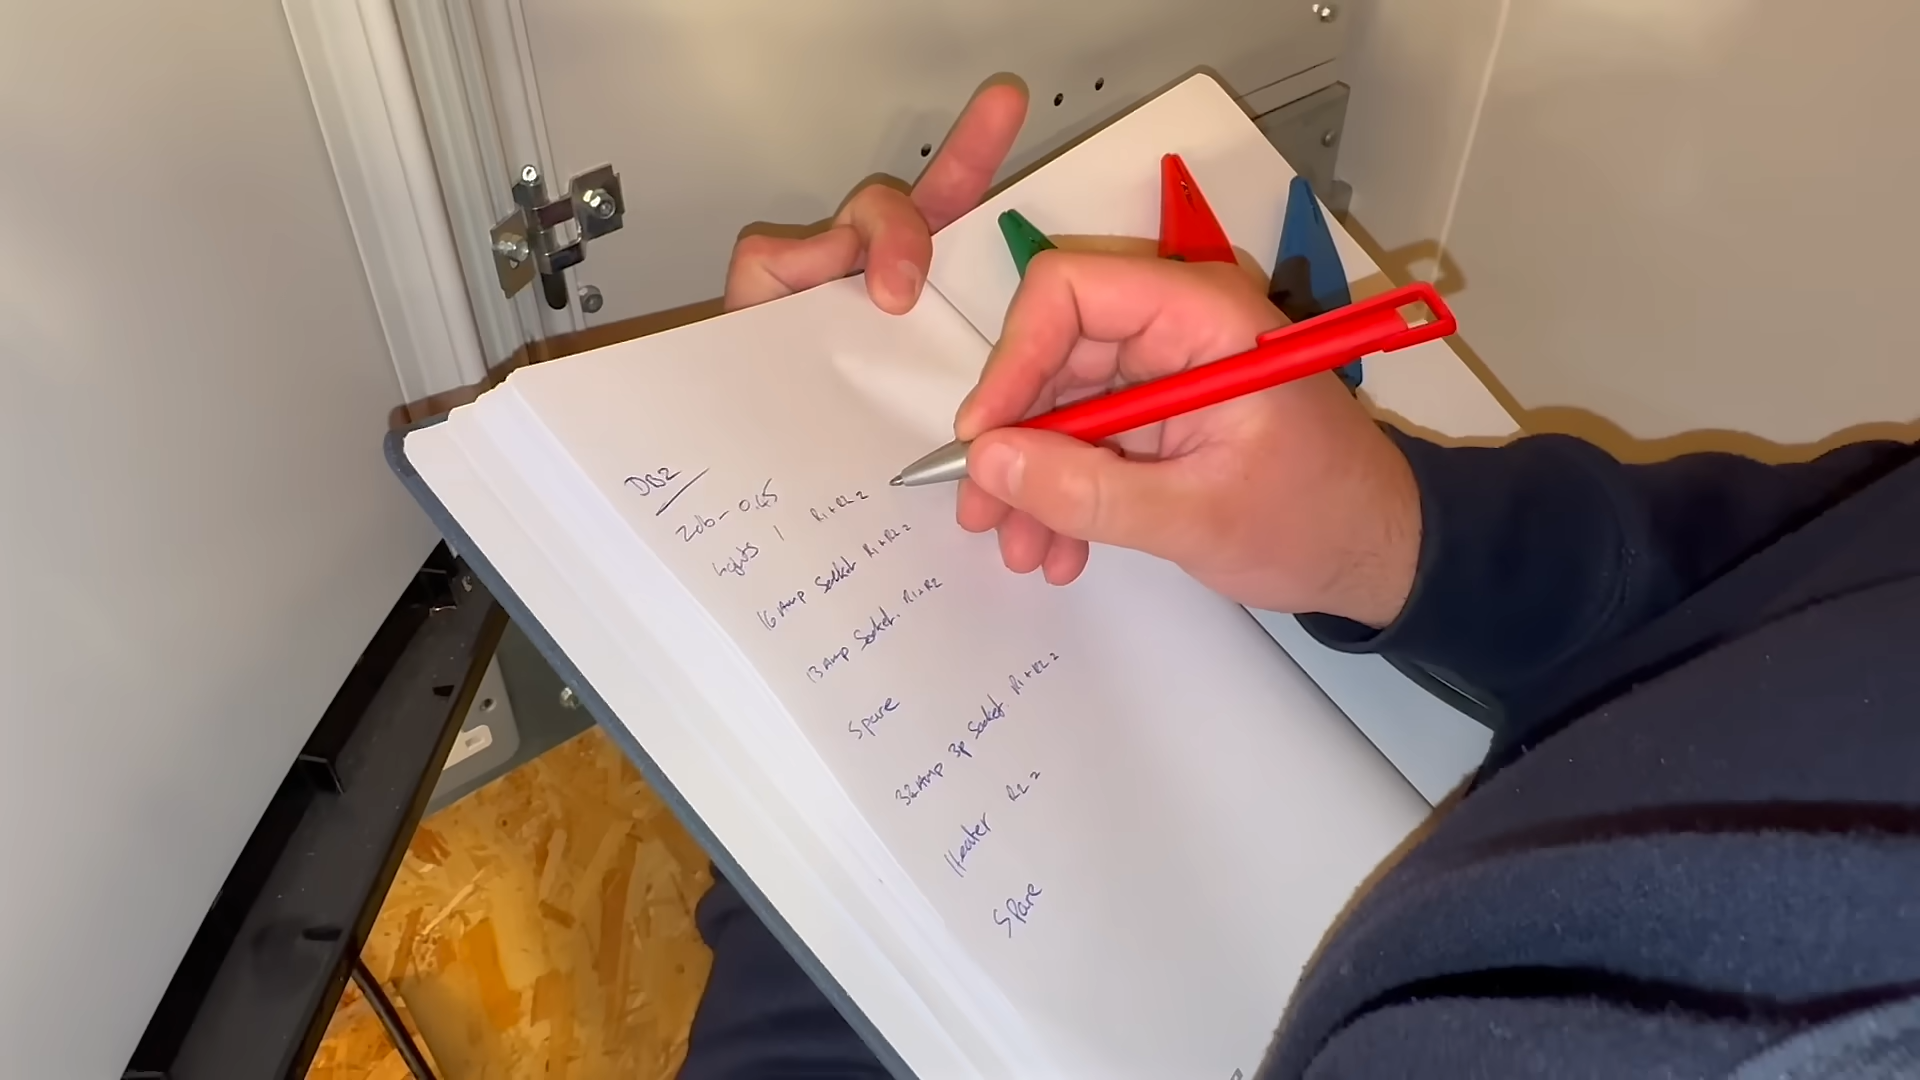 DB2
Zdb - 0.45
Lights 1 R1+R2 =
16 Amp Socket R1+R2 =
13 Amp Socket. R1+R2
Spare
32 Amp 3p Socket. R1+R2 =
Heater R2 =
Spare